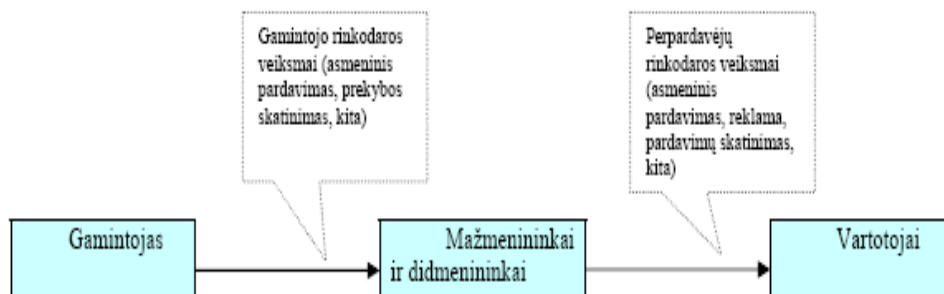 Gamintojo rinkodaros
veiksmai (asmeninis
pardavimas, prekybos
skatinimas, kita)
Perpardavėjų
rinkodaros veiksmai
(asmeninis
pardavimas, reklama,
pardavimų skatinimas,
kita)
Gamintojas
Mažmenininkai
ir didmenininkai
Vartotojai